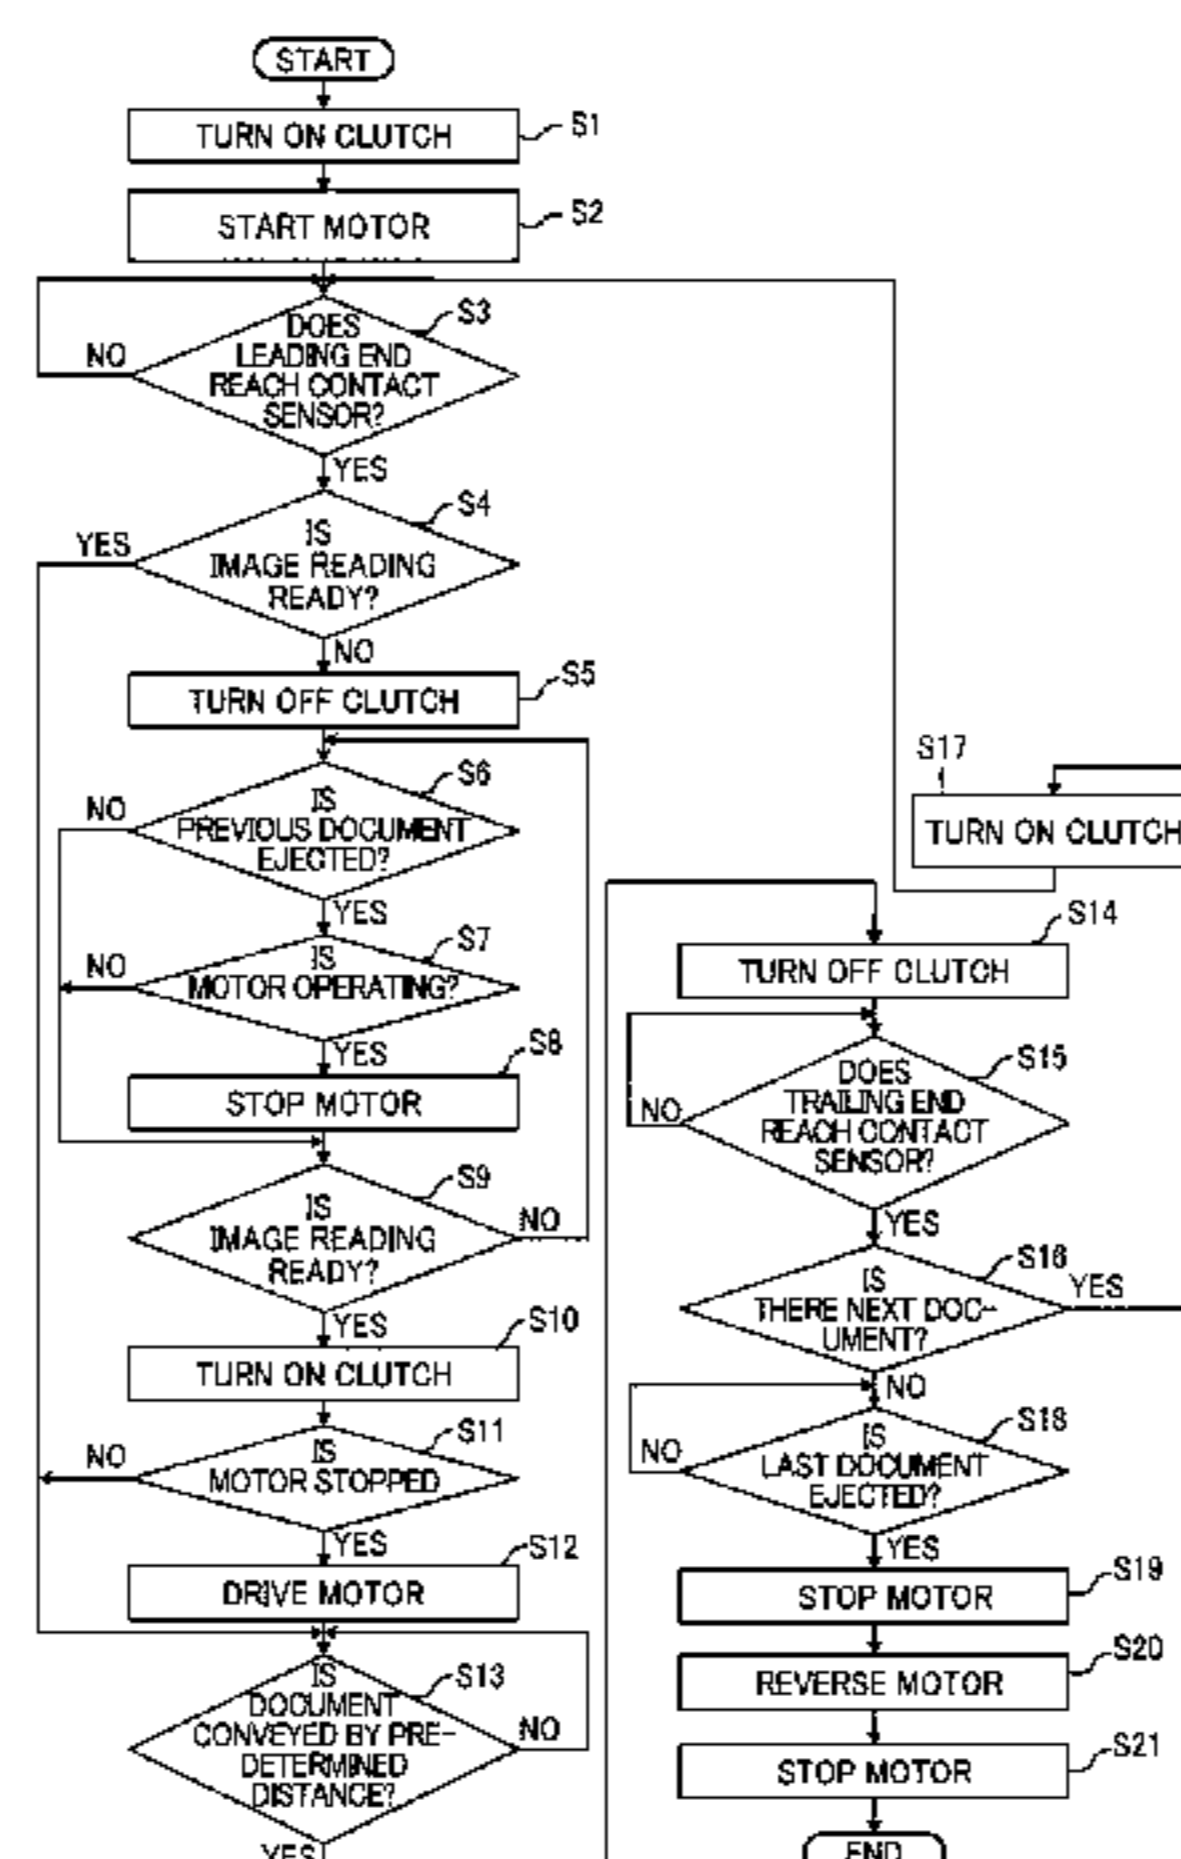 START
TURN ON CLUTCH
S1
START MOTOR
S2
S3
DOES
LEADING END
REACH CONTACT
SENSOR?
NO
YES
S4
IS
IMAGE READING
READY?
YES
NO
TURN OFF CLUTCH
S5
S6
IS
PREVIOUS DOCUMENT
EJECTED?
NO
YES
S7
IS
MOTOR OPERATING?
NO
YES
S8
STOP MOTOR
S9
IS
IMAGE READING
READY?
NO
YES
S10
TURN ON CLUTCH
S11
IS
MOTOR STOPPED
NO
YES
S12
DRIVE MOTOR
S13
IS
DOCUMENT
CONVEYED BY PRE-
DETERMINED
DISTANCE?
NO
YES
S17
TURN ON CLUTCH
S14
TURN OFF CLUTCH
S15
DOES
TRAILING END
REACH CONTACT
SENSOR?
NO
YES
S16
IS
THERE NEXT DOC-
UMENT?
YES
NO
S18
IS
LAST DOCUMENT
EJECTED?
NO
YES
STOP MOTOR
S19
REVERSE MOTOR
S20
STOP MOTOR
S21
END